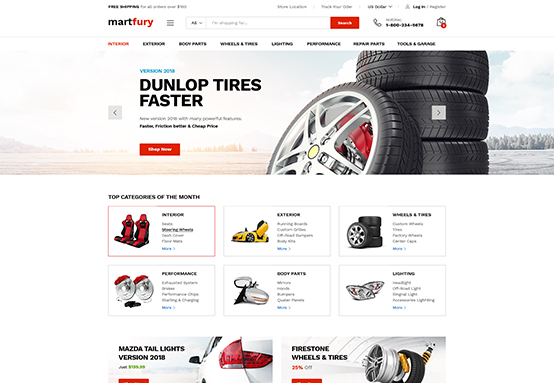 FREE SHIPPING for all orders over $150
Store Location
Track Your Order
US Dollar
Log In / Register
martfury
All
I'm shopping for...
Search
HOTLINE:
1-800-234-5678
INTERIOR
EXTERIOR
BODY PARTS
WHEELS & TIRES
LIGHTING
PERFORMANCE
REPAIR PARTS
TOOLS & GARAGE
VERSION 2018
DUNLOP TIRES
FASTER
New version 2018 with many powerful features.
Faster, Friction better & Cheap Price
Shop Now
TOP CATEGORIES OF THE MONTH
INTERIOR
Seats
Steering Wheels
Dash Cover
Floor Mats
More
EXTERIOR
Running Boards
Custom Grilles
Off-Road Bumpers
Body Kits
More
WHEELS & TIRES
Custom Wheels
Tires
Factory Wheels
Center Caps
More
PERFORMANCE
Exhausted System
Brakes
Performance Chips
Starting & Charging
More
BODY PARTS
Mirrors
Hoods
Bumpers
Quater Panels
More
LIGHTING
Headlight
Off-Road Light
Singnal Light
Accessories Lighting
More
MAZDA TAIL LIGHTS
VERSION 2018
Just $199.99
FIRESTONE
WHEELS & TIRES
25% Off